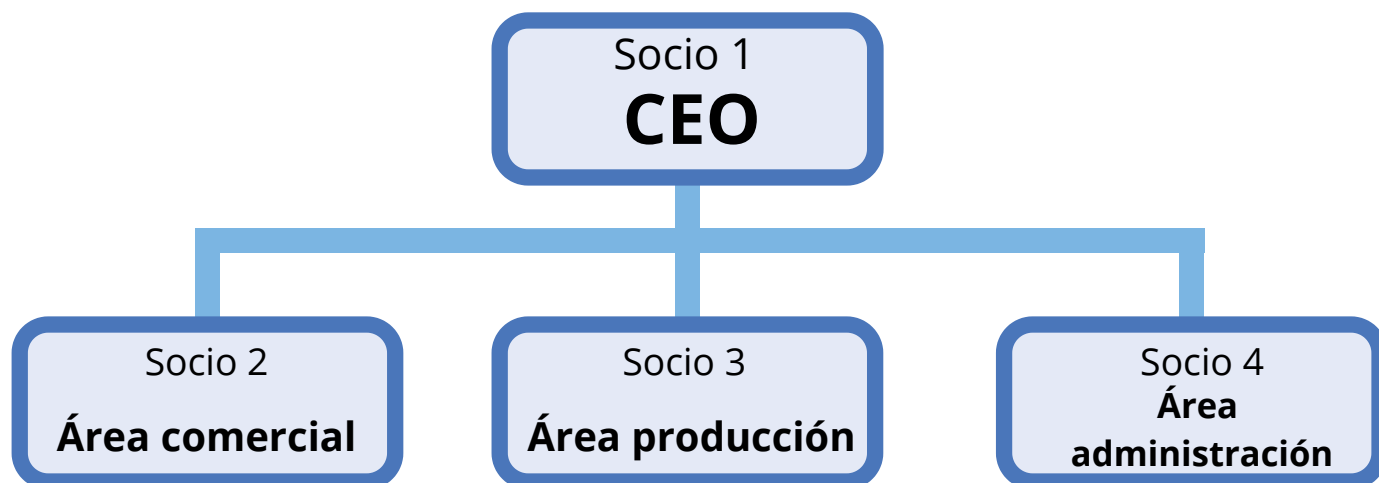 Socio 1
CEO
Socio 2
Área comercial
Socio 3
Área producción
Socio 4
Área
administración